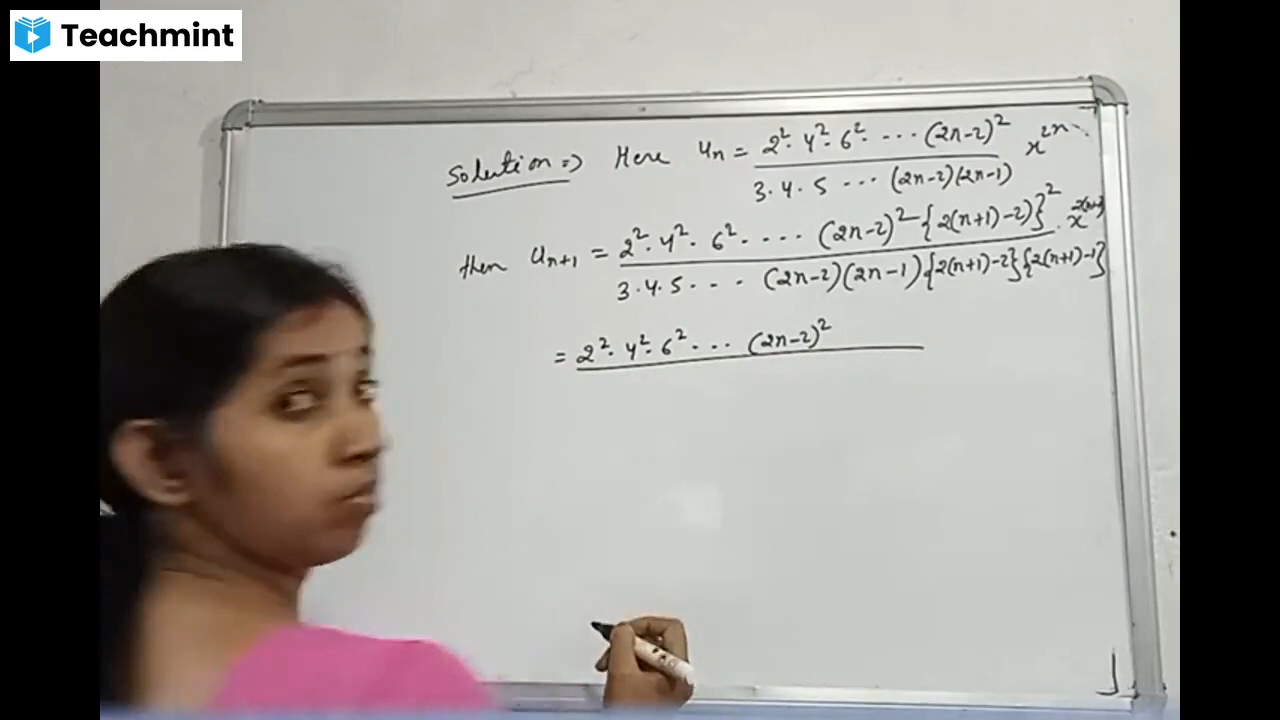 Teachmint
Solution ⇒ Here uₙ = 2²· 4²· 6²· ···(2n-2)² / 3·4·5 ···(2n-2)(2n-1) x²ⁿ
then uₙ₊₁ = 2²· 4²· 6²· ····(2n-2)²{2(n+1)-2)}² / 3·4·5··· (2n-2)(2n-1){2(n+1)-2}{2(n+1)-1} · x²⁽ⁿ⁺¹⁾
= 2²· 4²· 6²· ··· (2n-2)²